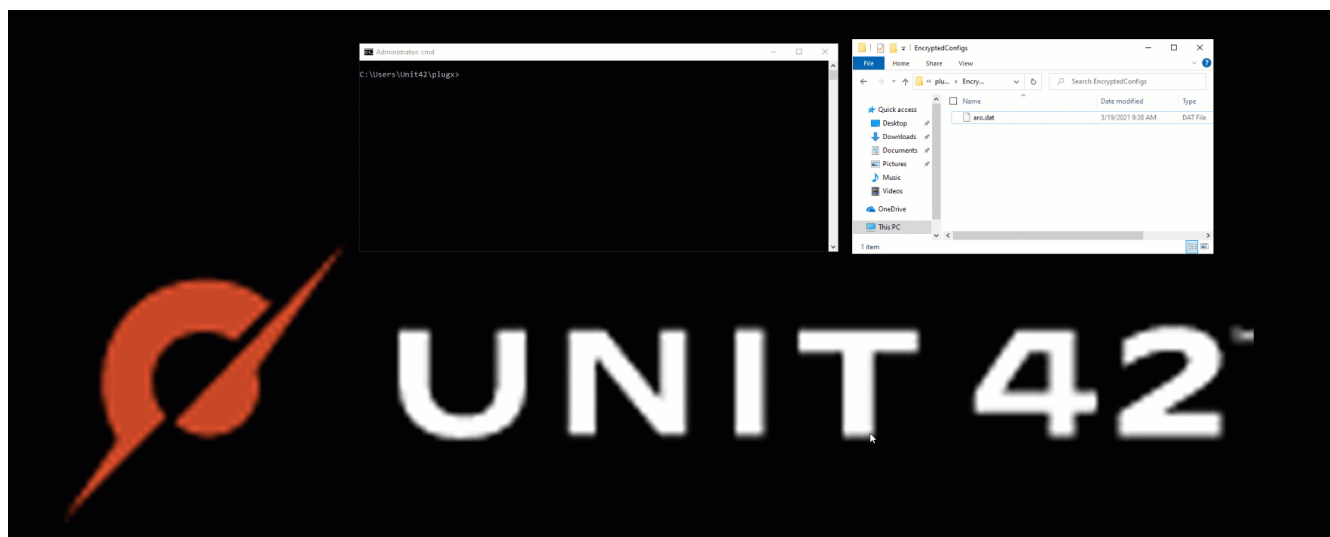 Administrator: cmd
C:\Users\Unit42\plugx>
EncryptedConfigs
File Home Share View
« plu... › Encry...
Search EncryptedConfigs
Name Date modified Type
Quick access
aro.dat 3/19/2021 9:38 AM DAT File
Desktop
Downloads
Documents
Pictures
Music
Videos
OneDrive
This PC
1 item
UNIT 42